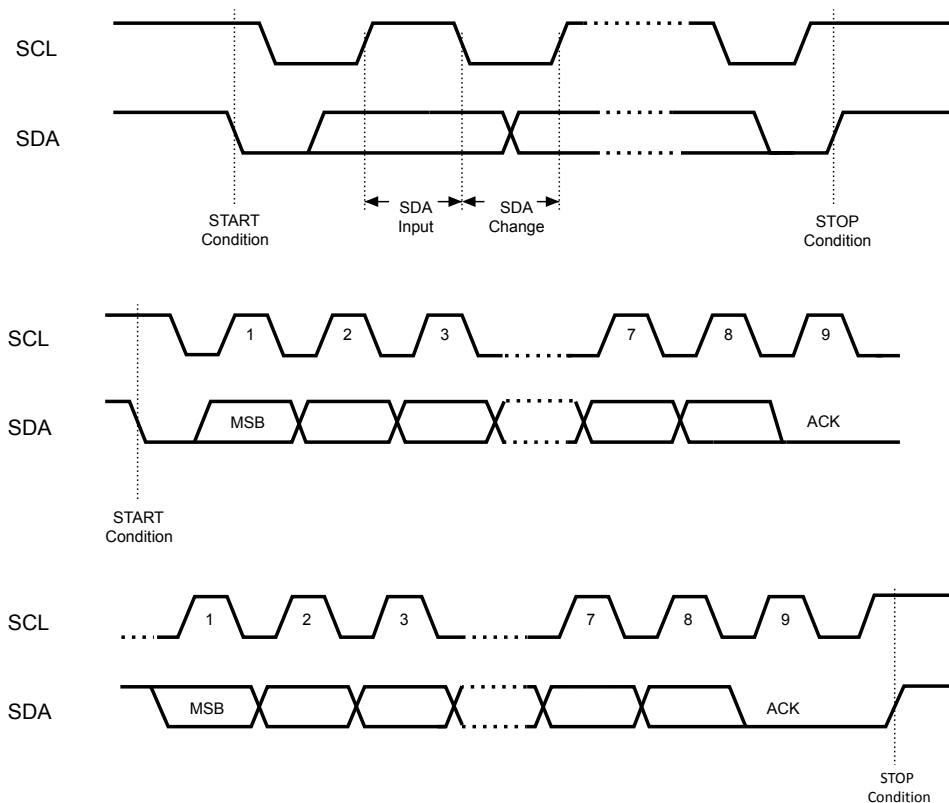 SCL
SDA
SDA
Input
SDA
Change
START
Condition
STOP
Condition
SCL
1 2 3 7 8 9
SDA
MSB ACK
START
Condition
SCL
1 2 3 7 8 9
SDA
MSB ACK
STOP
Condition